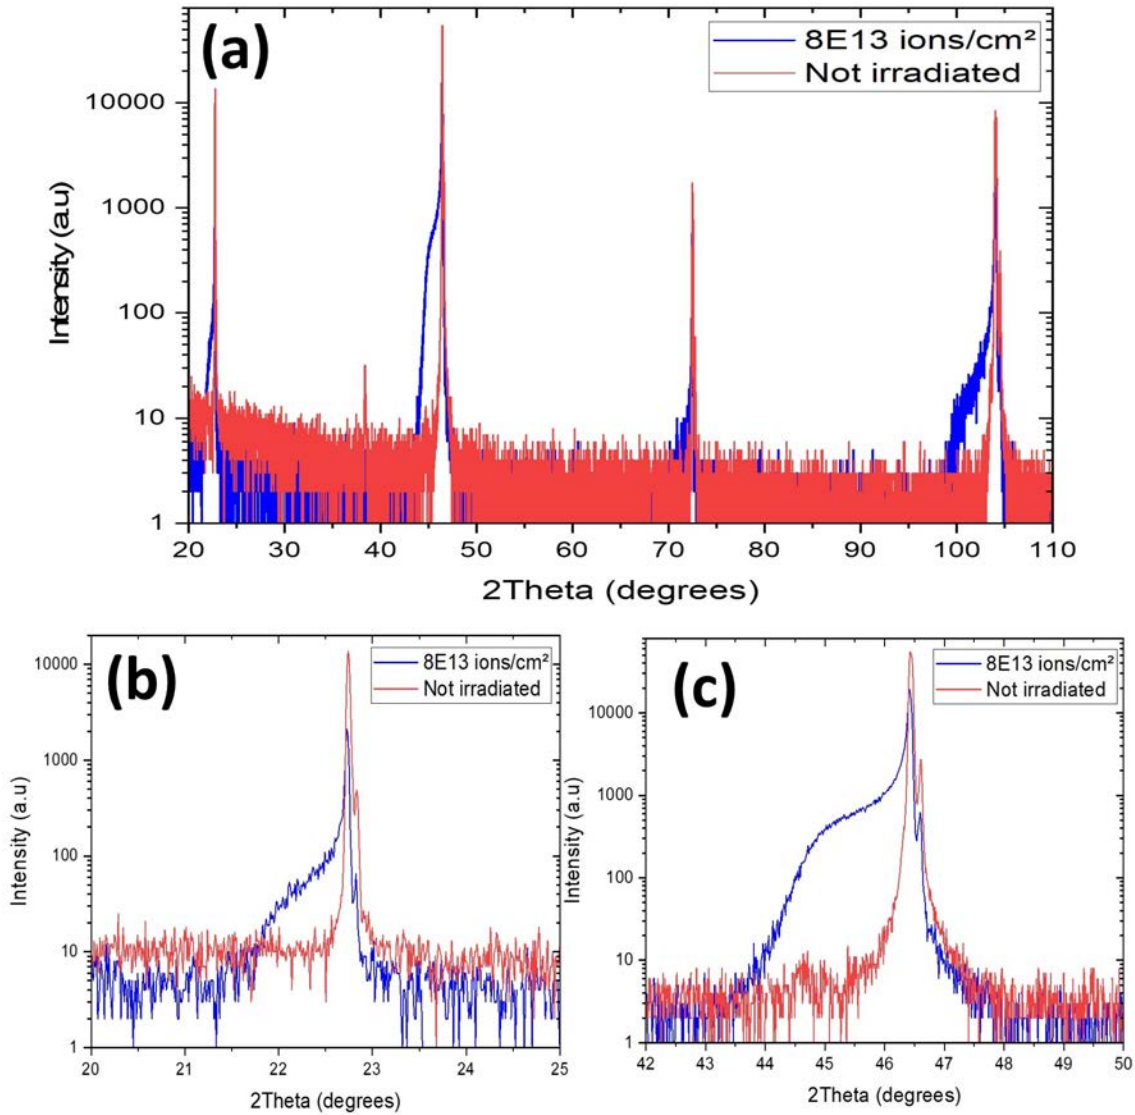 (a)
8E13 ions/cm²
Not irradiated
10000
1000
100
10
1
Intensity (a.u)
20 30 40 50 60 70 80 90 100 110
2Theta (degrees)
(b)
8E13 ions/cm²
Not irradiated
10000
1000
100
10
1
Intensity (a.u)
20 21 22 23 24 25
2Theta (degrees)
(c)
8E13 ions/cm²
Not irradiated
10000
1000
100
10
1
Intensity (a.u)
42 43 44 45 46 47 48 49 50
2Theta (degrees)